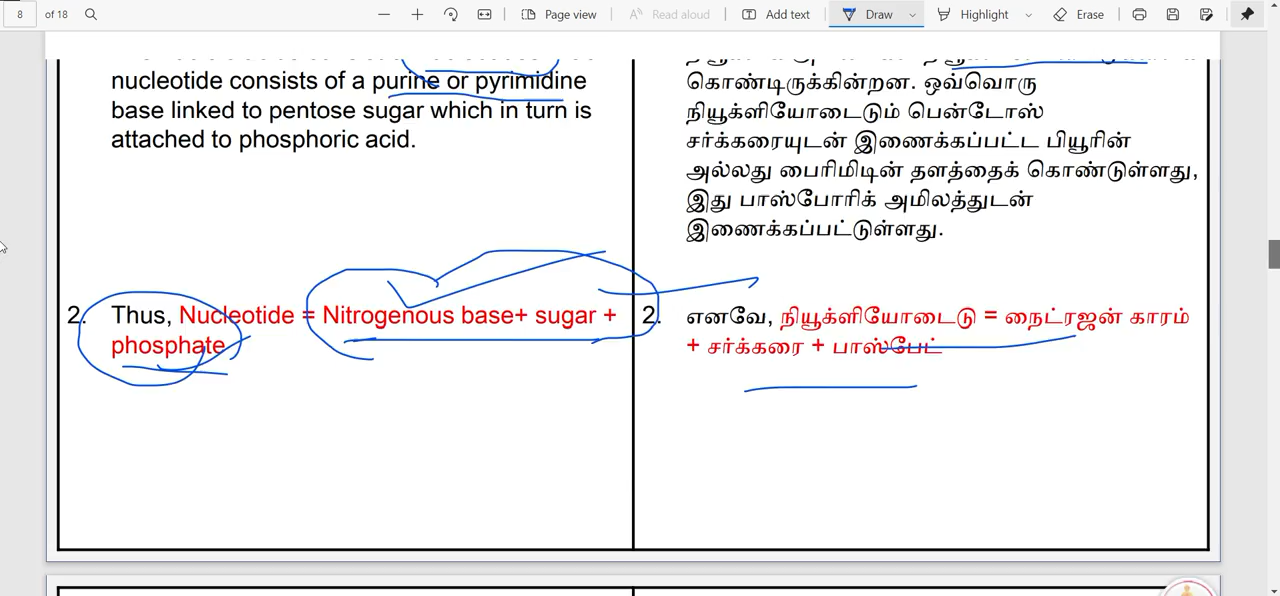 8 of 18 Page view Read aloud Add text Draw Highlight Erase
nucleotide consists of a purine or pyrimidine
base linked to pentose sugar which in turn is
attached to phosphoric acid.
2. Thus, Nucleotide = Nitrogenous base+ sugar +
phosphate
கொண்டிருக்கின்றன. ஒவ்வொரு
நியூக்ளியோடைடும் பென்டோஸ்
சர்க்கரையுடன் இணைக்கப்பட்ட பியூரின்
அல்லது பைரிமிடின் தளத்தைக் கொண்டுள்ளது,
இது பாஸ்போரிக் அமிலத்துடன்
இணைக்கப்பட்டுள்ளது.
2. எனவே, நியூக்ளியோடைடு = நைட்ரஜன் காரம்
+ சர்க்கரை + பாஸ்பேட்